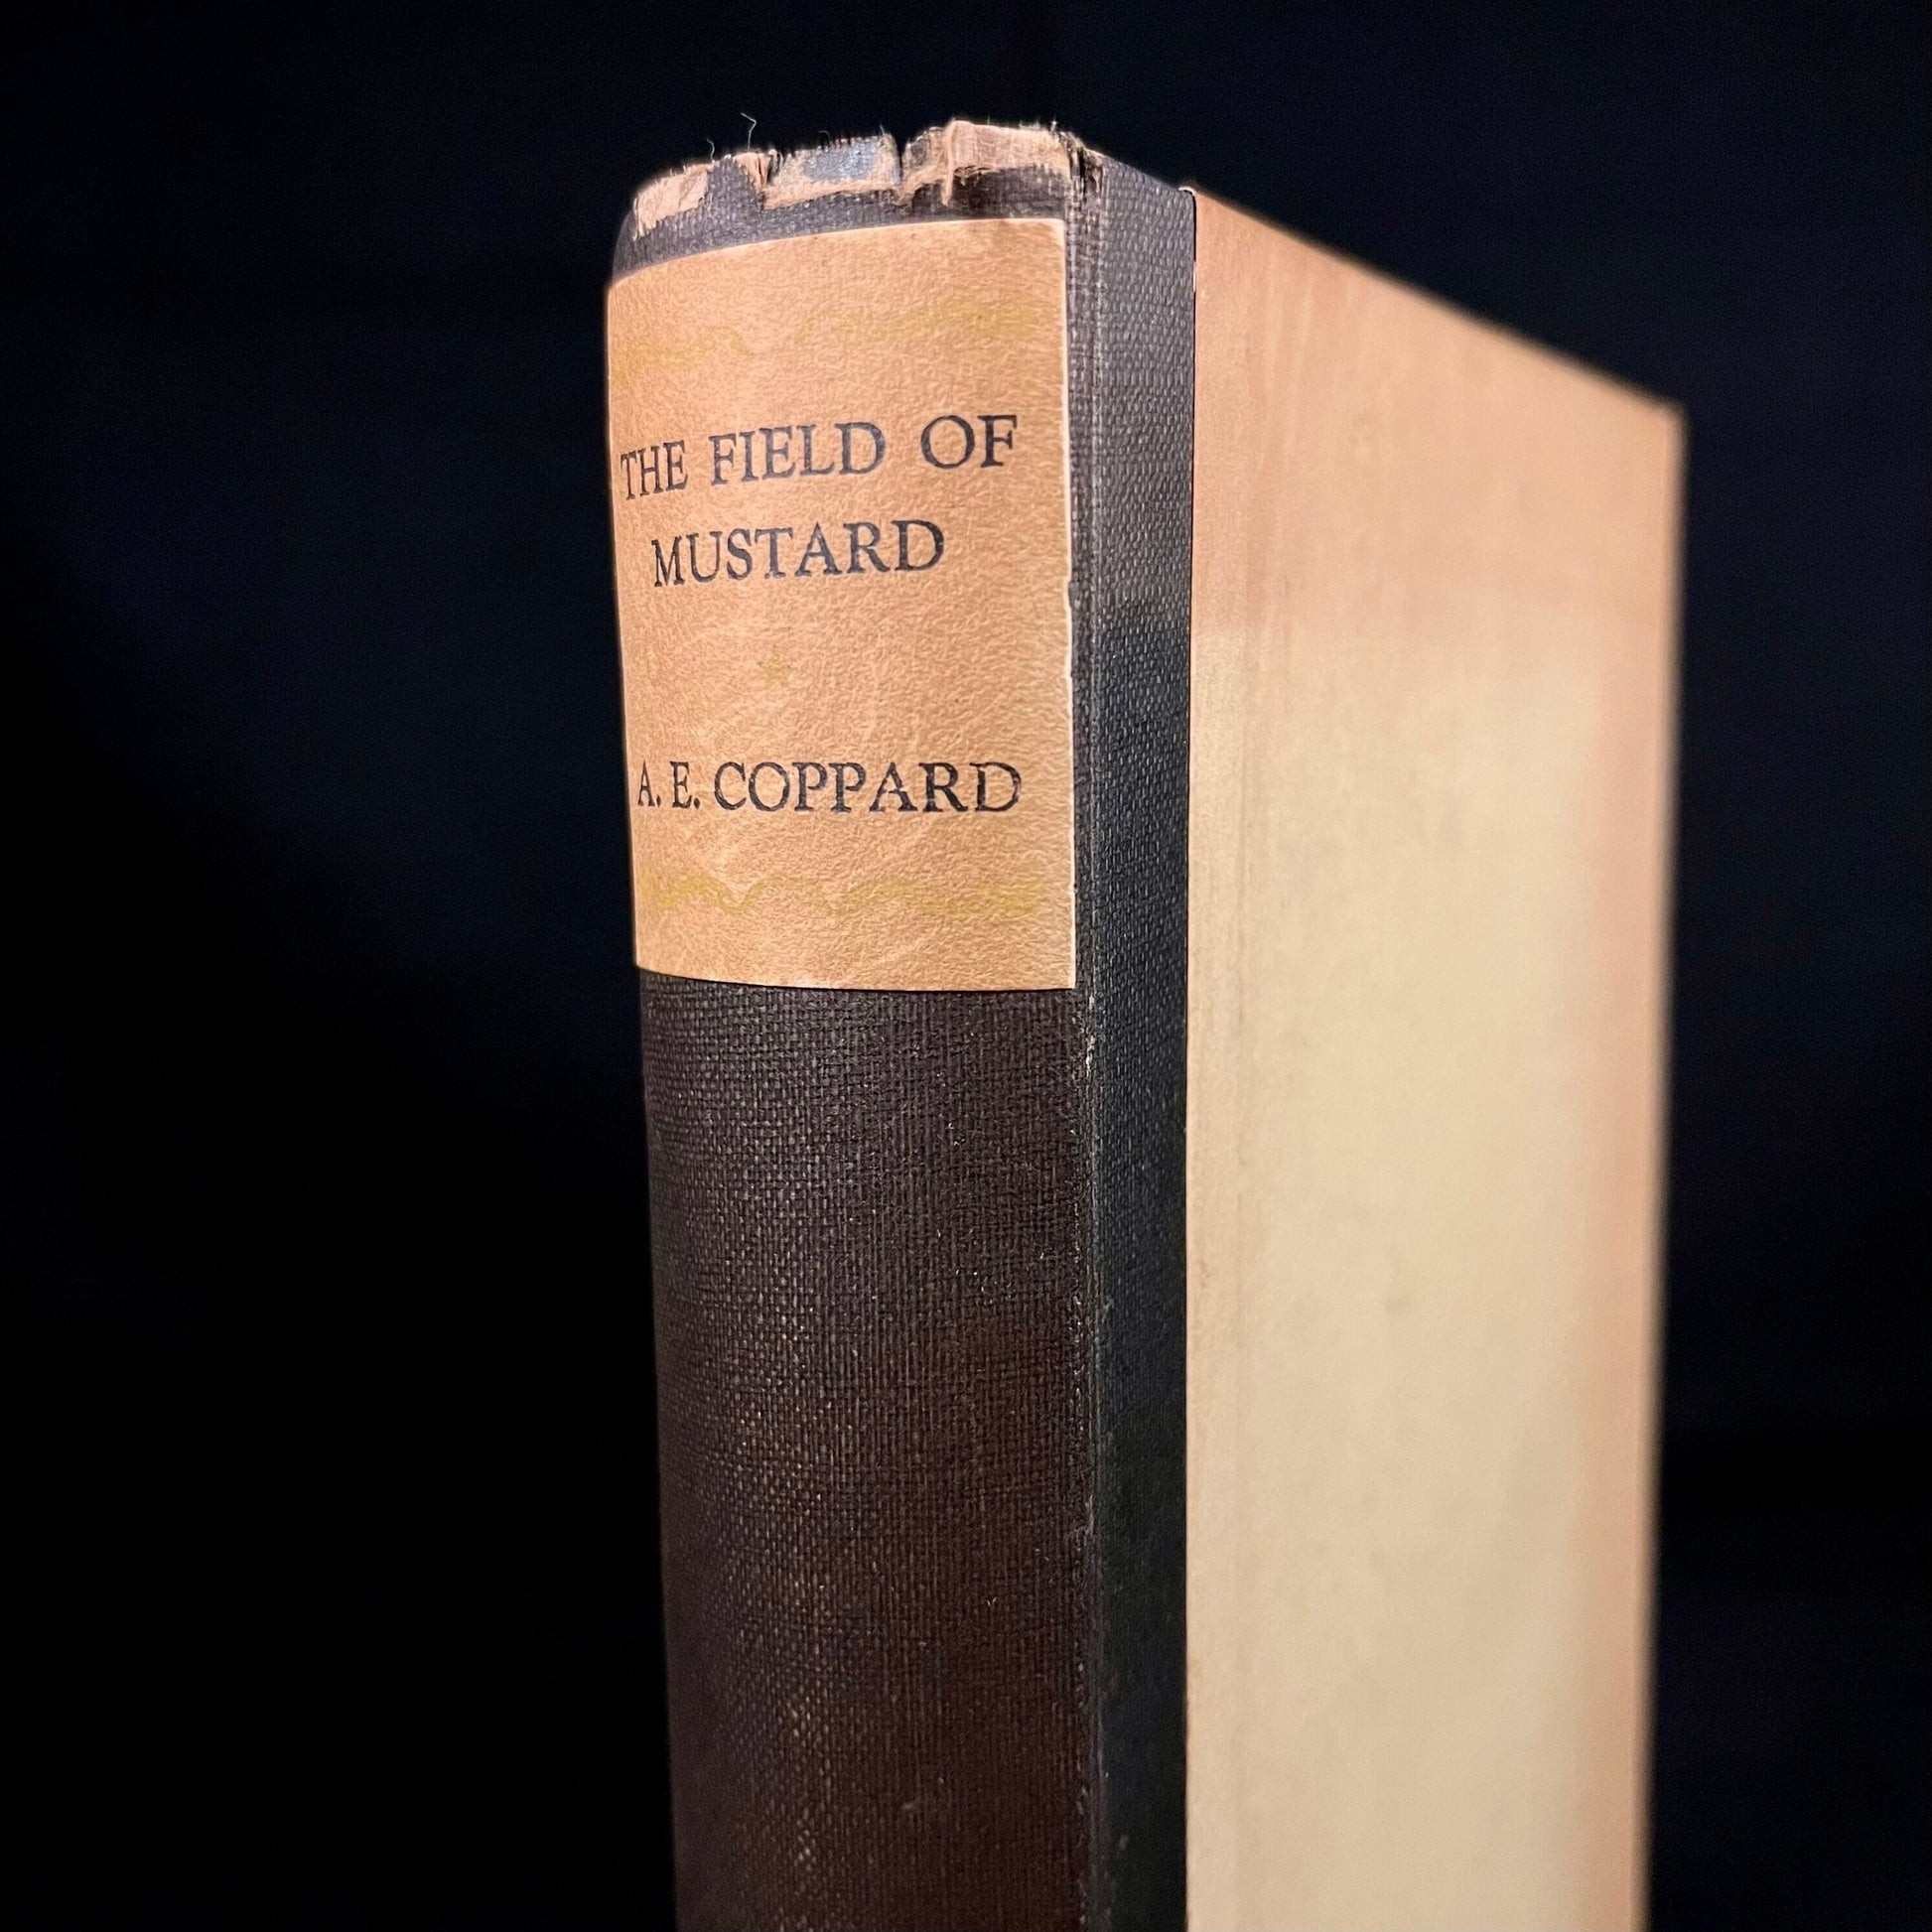 THE FIELD OF
MUSTARD
A. E. COPPARD